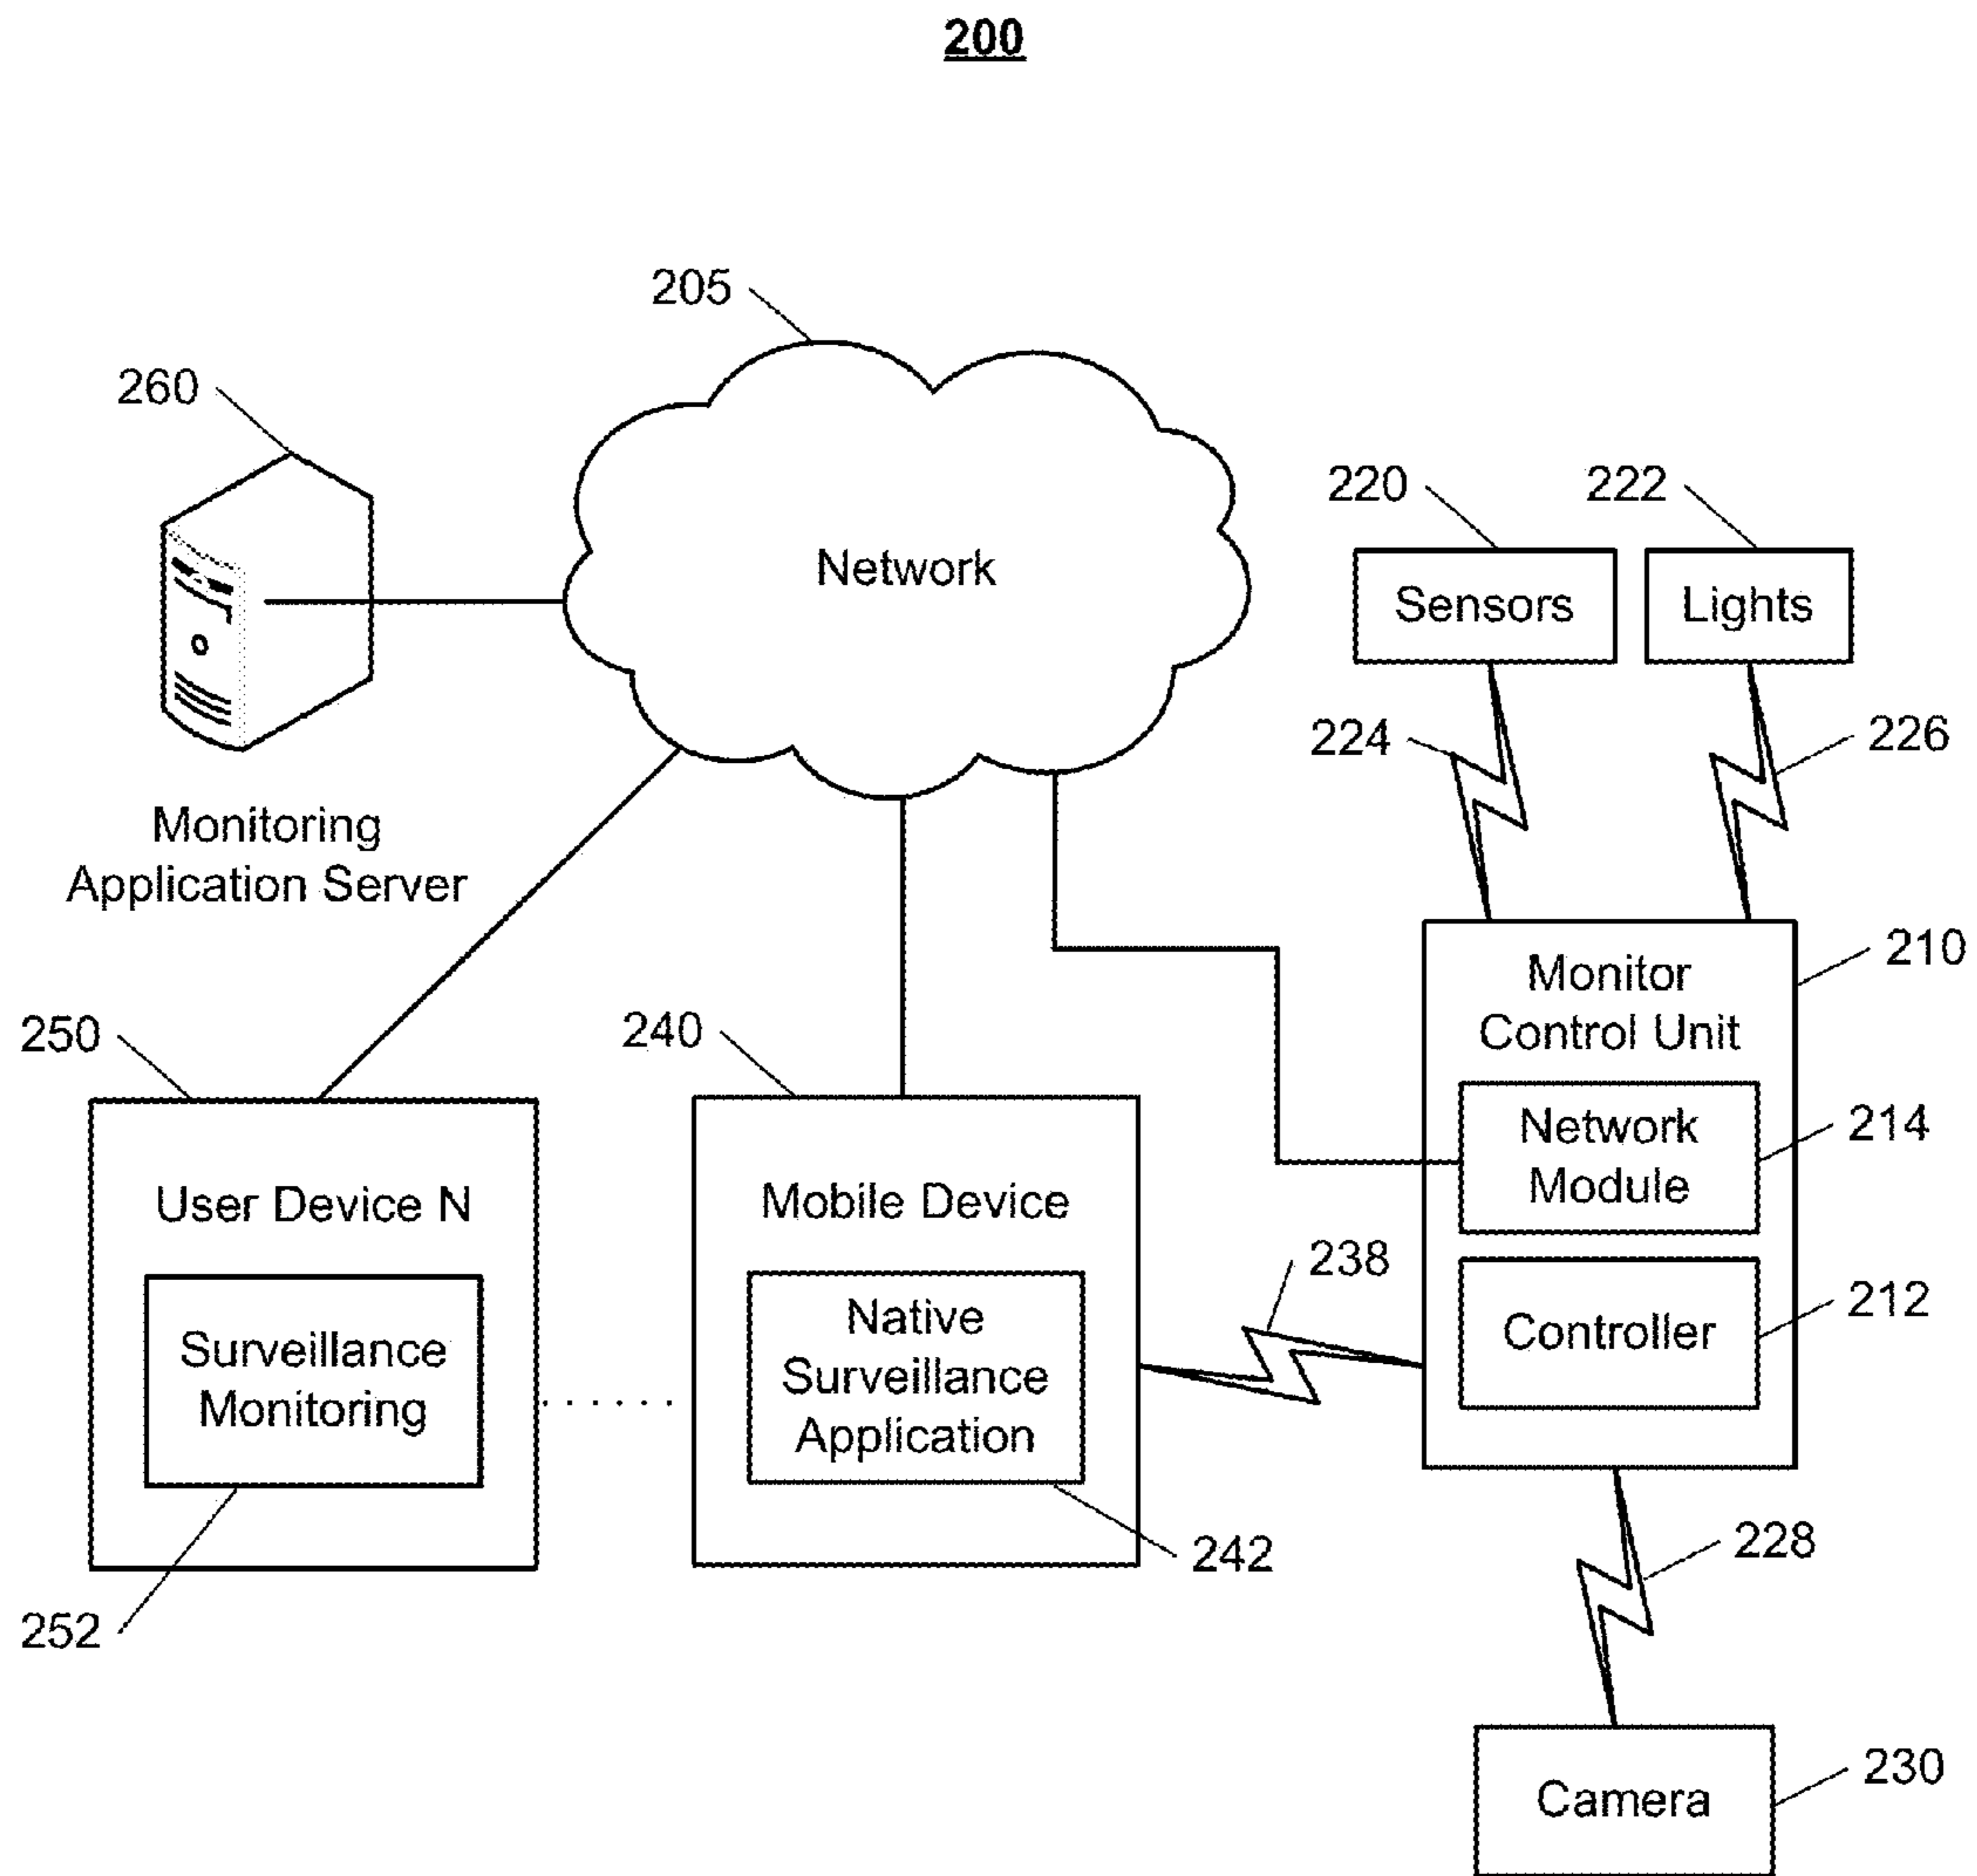 200
205
260
Network
220
222
Sensors
Lights
224
226
Monitoring
Application Server
210
Monitor
Control Unit
250
240
Network
Module
214
User Device N
Mobile Device
238
212
Controller
Surveillance
Monitoring
Native
Surveillance
Application
......
252
242
228
230
Camera